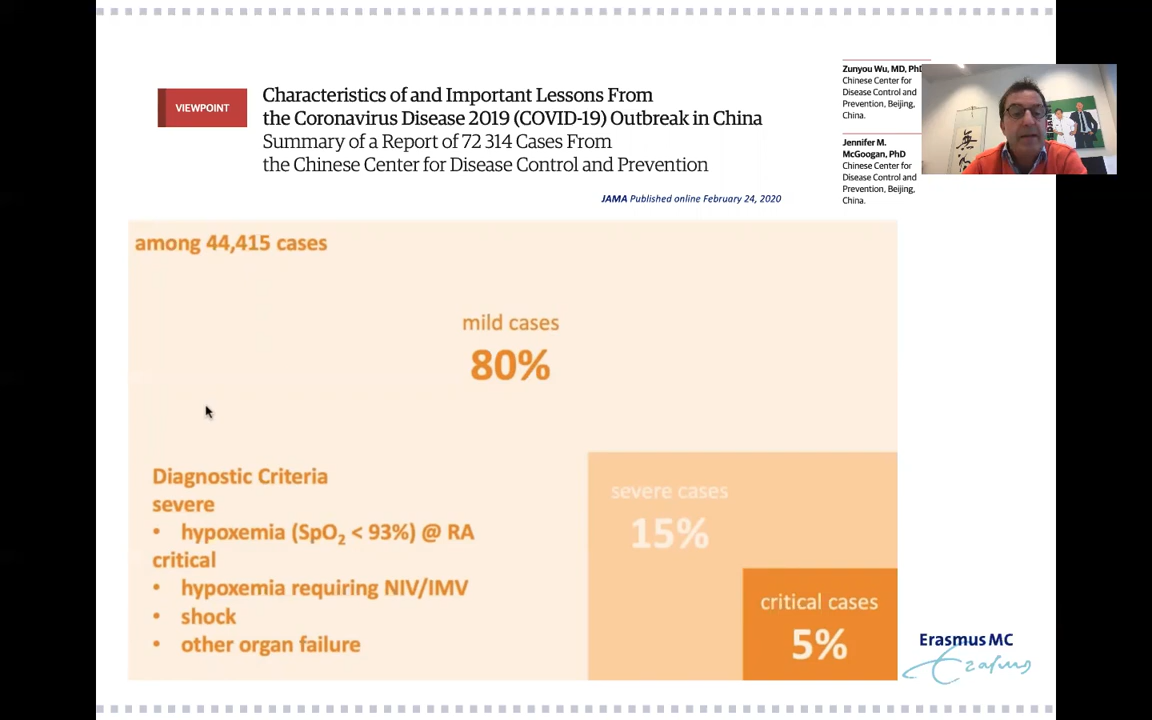 VIEWPOINT
Characteristics of and Important Lessons From
the Coronavirus Disease 2019 (COVID-19) Outbreak in China
Summary of a Report of 72 314 Cases From
the Chinese Center for Disease Control and Prevention
JAMA Published online February 24, 2020
Zunyou Wu, MD, PhD
Chinese Center for
Disease Control and
Prevention, Beijing,
China.
Jennifer M.
McGoogan, PhD
Chinese Center for
Disease Control and
Prevention, Beijing,
China.
無
among 44,415 cases
mild cases
80%
Diagnostic Criteria
severe
• hypoxemia (SpO₂ < 93%) @ RA
critical
• hypoxemia requiring NIV/IMV
• shock
• other organ failure
severe cases
15%
critical cases
5%
Erasmus MC
Erasmus